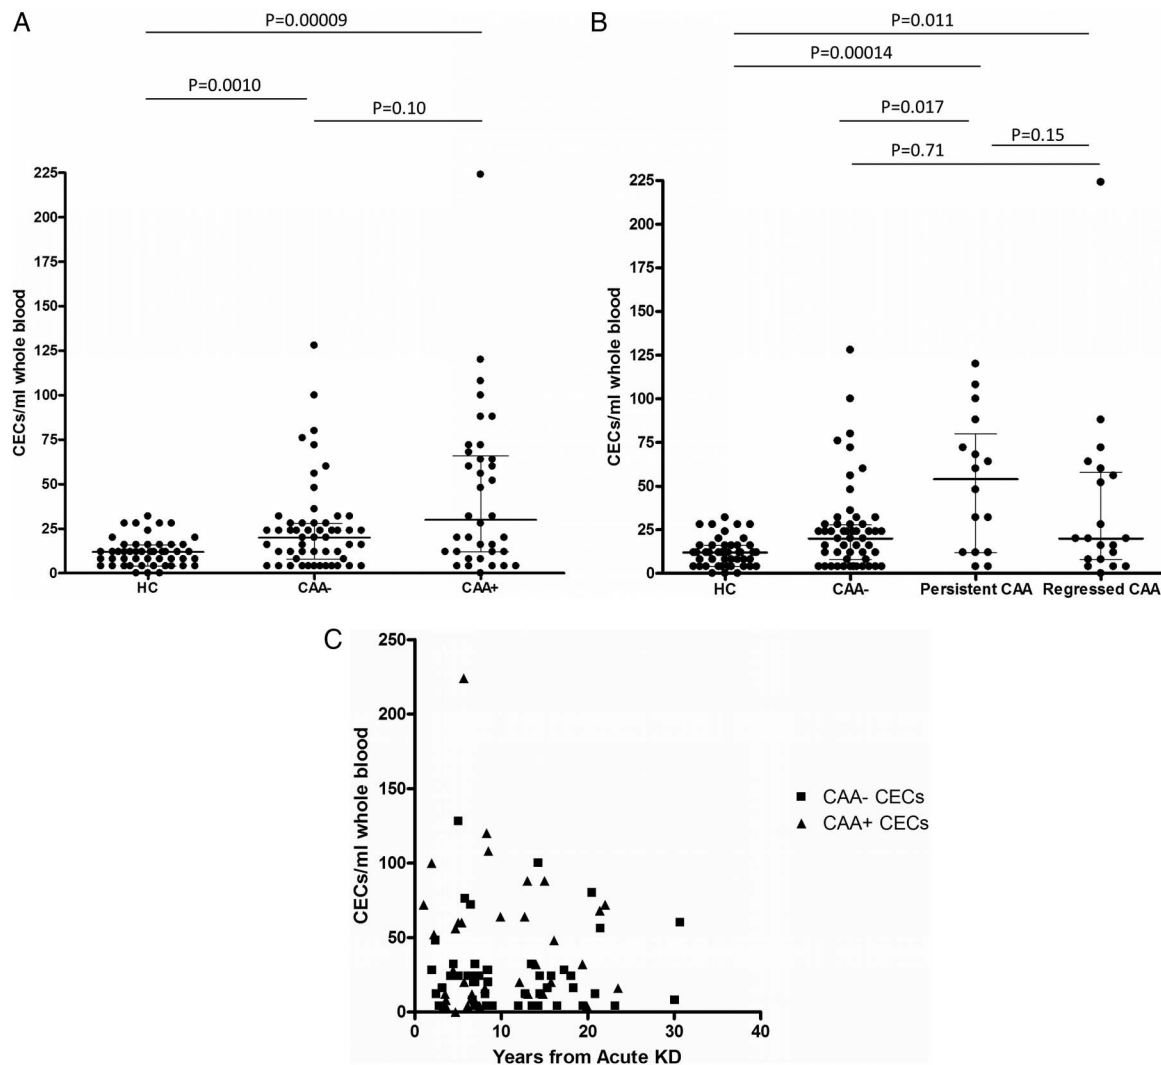 A
P=0.00009
P=0.0010
P=0.10
CECs/ml whole blood
225
200
175
150
125
100
75
50
25
0
HC
CAA-
CAA+
B
P=0.011
P=0.00014
P=0.017
P=0.15
P=0.71
CECs/ml whole blood
225
200
175
150
125
100
75
50
25
0
HC
CAA-
Persistent CAA
Regressed CAA
C
CECs/ml whole blood
250
200
150
100
50
0
0
10
20
30
40
Years from Acute KD
CAA- CECs
CAA+ CECs